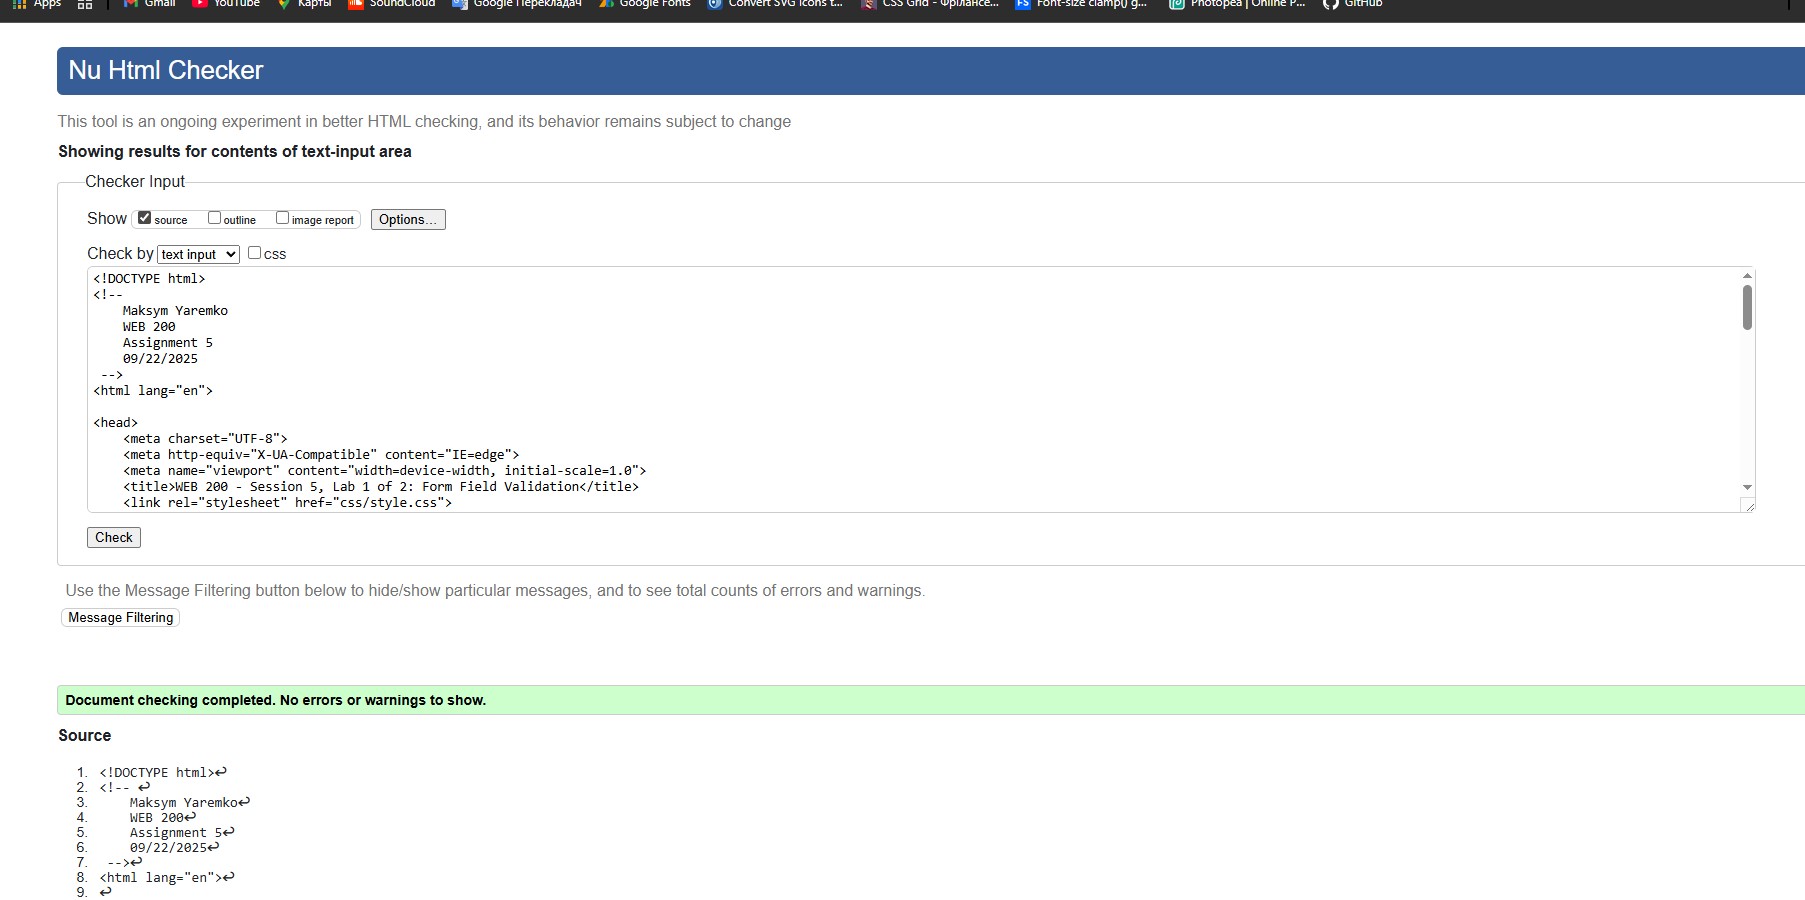 Apps Gmail YouTube Карты SoundCloud Google Перекладач Google Fonts Convert SVG icons t... CSS Grid - Фрілансе... FS Font-size clamp() g... Photopea | Online P... GitHub
Nu Html Checker
This tool is an ongoing experiment in better HTML checking, and its behavior remains subject to change
Showing results for contents of text-input area
Checker Input
Show source outline image report Options...
Check by text input css
<!DOCTYPE html>
<!--
Maksym Yaremko
WEB 200
Assignment 5
09/22/2025
-->
<html lang="en">
<head>
<meta charset="UTF-8">
<meta http-equiv="X-UA-Compatible" content="IE=edge">
<meta name="viewport" content="width=device-width, initial-scale=1.0">
<title>WEB 200 - Session 5, Lab 1 of 2: Form Field Validation</title>
<link rel="stylesheet" href="css/style.css">
Check
Use the Message Filtering button below to hide/show particular messages, and to see total counts of errors and warnings.
Message Filtering
Document checking completed. No errors or warnings to show.
Source
1. <!DOCTYPE html>↩
2. <!-- ↩
3. Maksym Yaremko↩
4. WEB 200↩
5. Assignment 5↩
6. 09/22/2025↩
7. -->↩
8. <html lang="en">↩
9. ↩